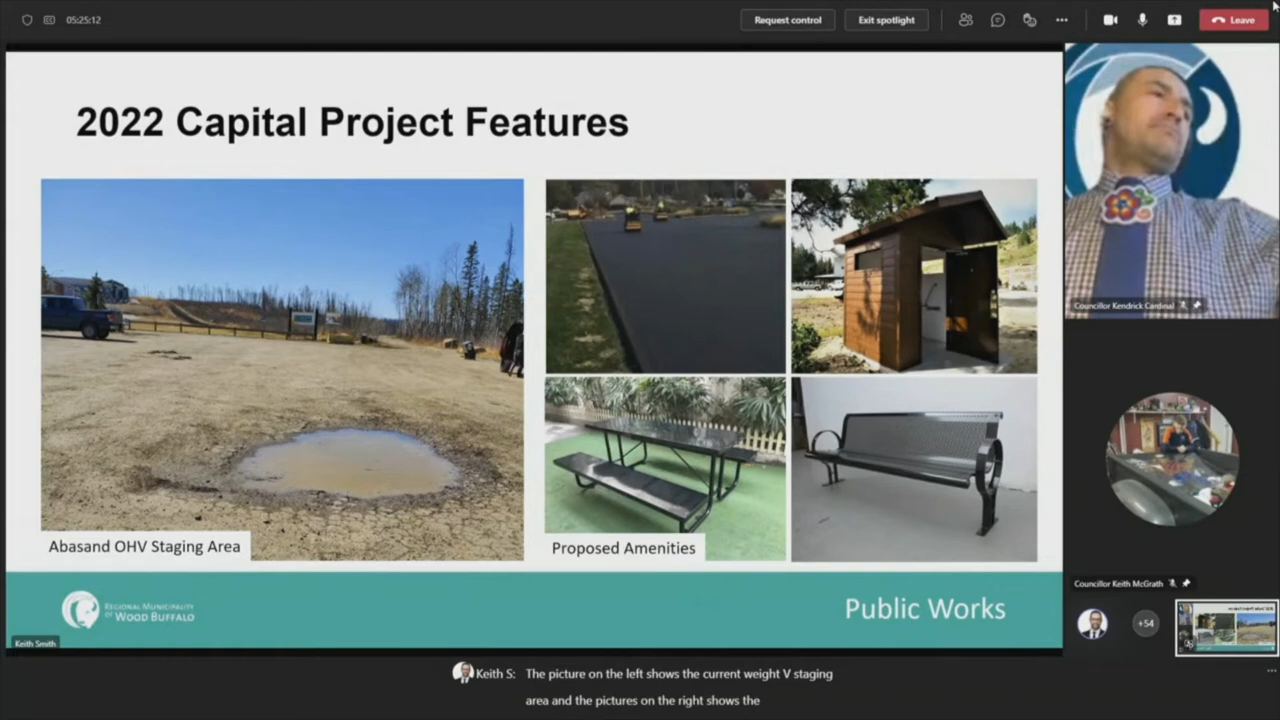 05:25:12
Request control
Exit spotlight
Leave
2022 Capital Project Features
Abasand OHV Staging Area
Proposed Amenities
REGIONAL MUNICIPALITY
OF WOOD BUFFALO
Public Works
Keith Smith
Councillor Kendrick Cardinal
Councillor Keith McGrath
+54
Keith S: The picture on the left shows the current weight V staging
area and the pictures on the right shows the